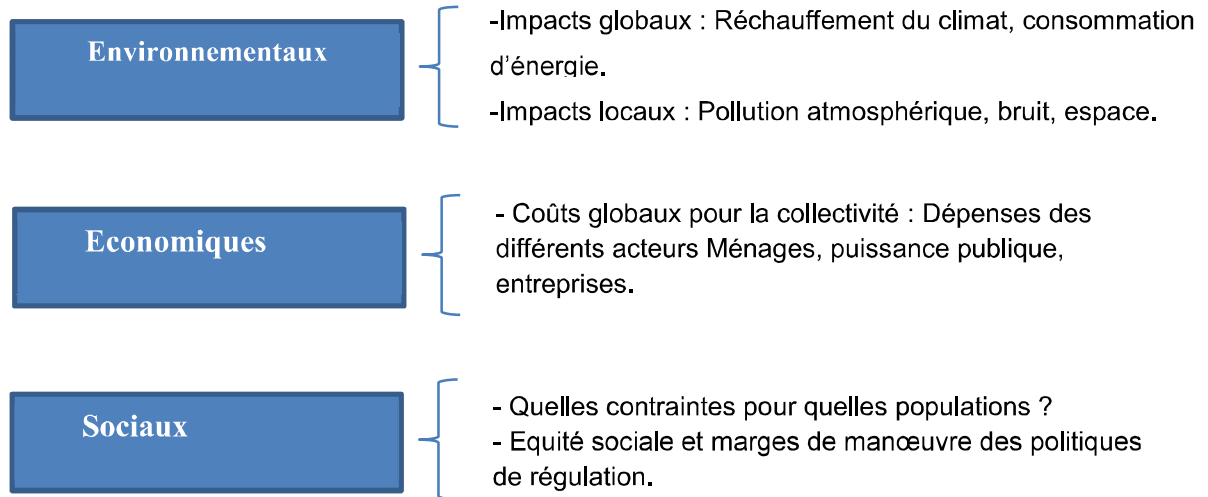 Environnementaux
-Impacts globaux : Réchauffement du climat, consommation
d’énergie.
-Impacts locaux : Pollution atmosphérique, bruit, espace.
Economiques
- Coûts globaux pour la collectivité : Dépenses des
différents acteurs Ménages, puissance publique,
entreprises.
Sociaux
- Quelles contraintes pour quelles populations ?
- Equité sociale et marges de manœuvre des politiques
de régulation.